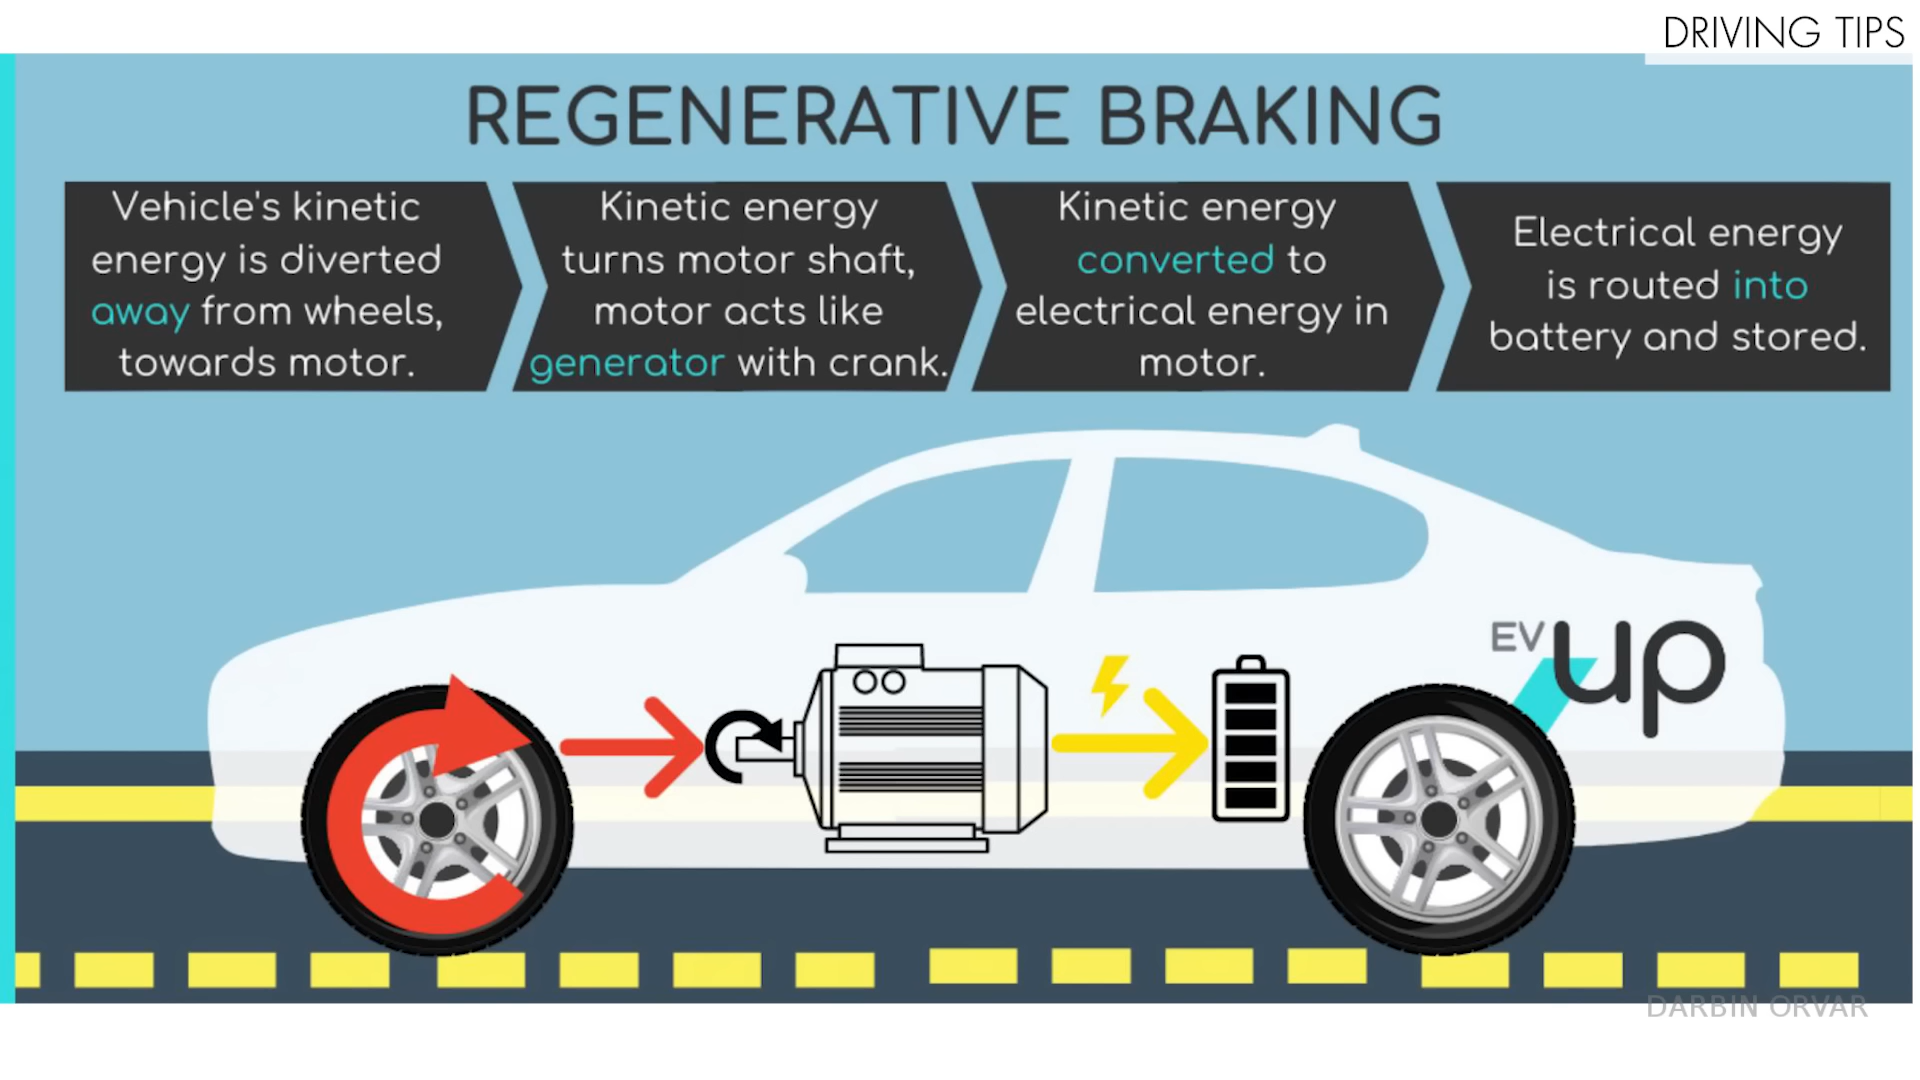 DRIVING TIPS
REGENERATIVE BRAKING
Vehicle's kinetic
energy is diverted
away from wheels,
towards motor.
Kinetic energy
turns motor shaft,
motor acts like
generator with crank.
Kinetic energy
converted to
electrical energy in
motor.
Electrical energy
is routed into
battery and stored.
EV up
DARBIN ORVAR